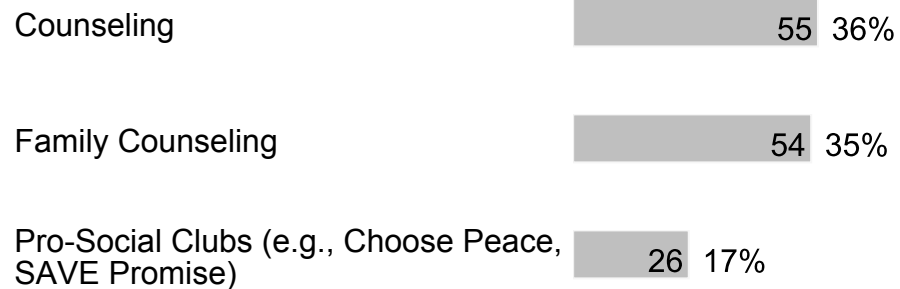 Counseling 55 36%
Family Counseling 54 35%
Pro-Social Clubs (e.g., Choose Peace,
SAVE Promise) 26 17%